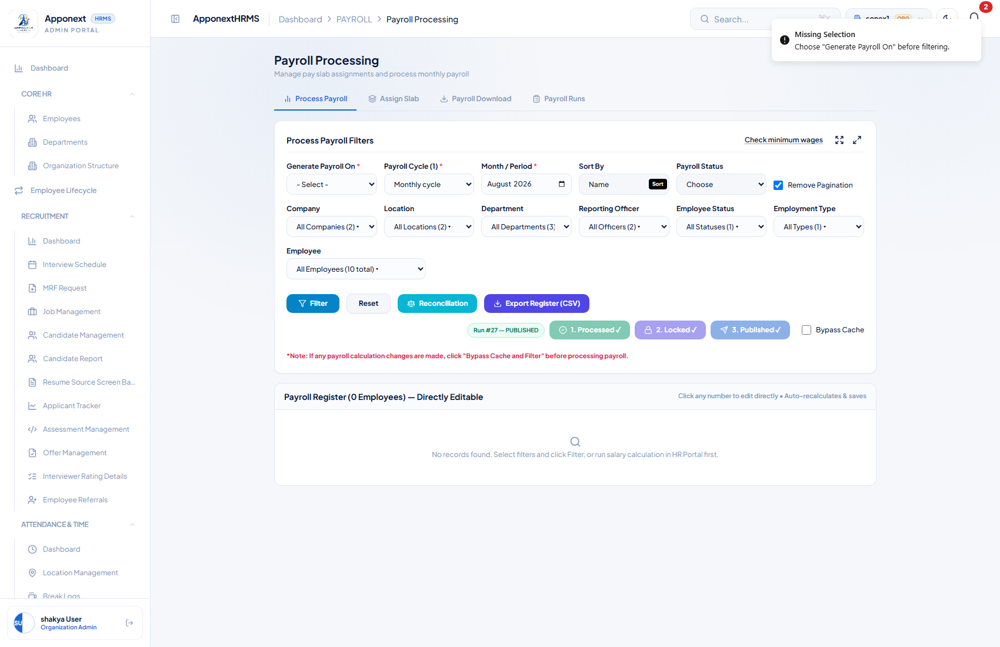 Apponext HRMS
ADMIN PORTAL
Dashboard
CORE HR
Employees
Departments
Organization Structure
Employee Lifecycle
RECRUITMENT
Dashboard
Interview Schedule
MRF Request
Job Management
Candidate Management
Candidate Report
Resume Source Screen Ba...
Applicant Tracker
Assessment Management
Offer Management
Interviewer Rating Details
Employee Referrals
ATTENDANCE & TIME
Dashboard
Location Management
Break Logs
SU
shakya User
Organization Admin
ApponextHRMS
Dashboard > PAYROLL > Payroll Processing
Search... ⌘K
2
Missing Selection
Choose "Generate Payroll On" before filtering.
Payroll Processing
Manage pay slab assignments and process monthly payroll
Process Payroll Assign Slab Payroll Download Payroll Runs
Process Payroll Filters Check minimum wages
Generate Payroll On * Payroll Cycle (1) * Month / Period * Sort By Payroll Status
- Select - Monthly cycle August 2026 Name Sort Choose Remove Pagination
Company Location Department Reporting Officer Employee Status Employment Type
All Companies (2) ▾ All Locations (2) ▾ All Departments (3) All Officers (2) ▾ All Statuses (1) ▾ All Types (1) ▾
Employee
All Employees (10 total) ▾
Filter Reset Reconciliation Export Register (CSV)
Run #27 — PUBLISHED 1. Processed ✓ 2. Locked ✓ 3. Published ✓ Bypass Cache
*Note: If any payroll calculation changes are made, click "Bypass Cache and Filter" before processing payroll.
Payroll Register (0 Employees) — Directly Editable Click any number to edit directly • Auto-recalculates & saves
No records found. Select filters and click Filter, or run salary calculation in HR Portal first.